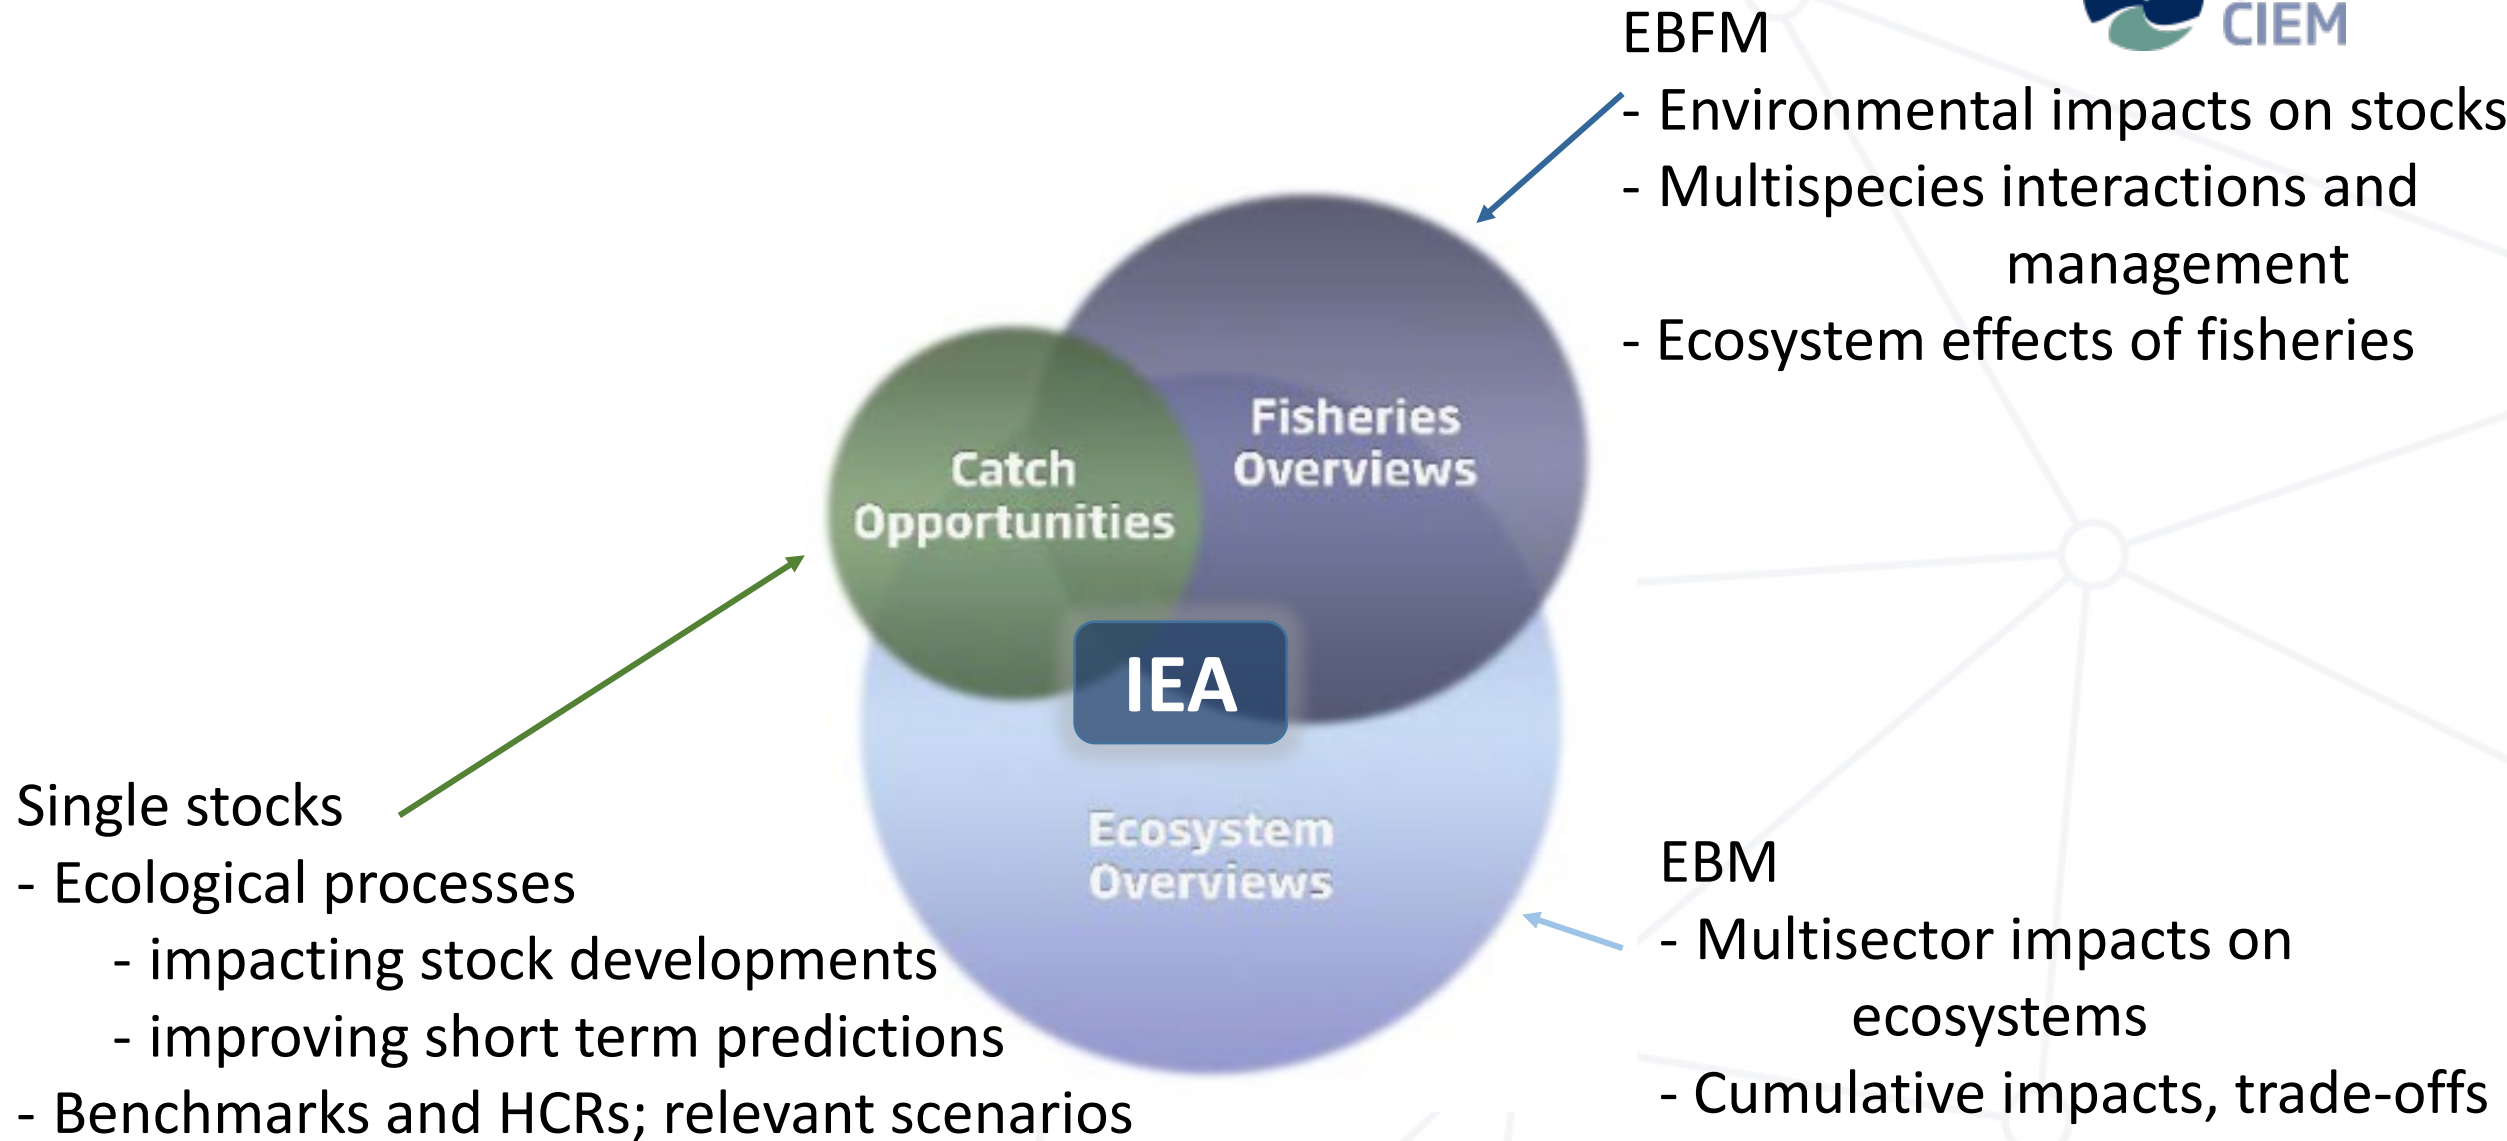 CIEM
EBFM
- Environmental impacts on stocks
- Multispecies interactions and
management
- Ecosystem effects of fisheries
Fisheries
Overviews
Catch
Opportunities
IEA
Ecosystem
Overviews
Single stocks
- Ecological processes
- impacting stock developments
- improving short term predictions
- Benchmarks and HCRs; relevant scenarios
EBM
- Multisector impacts on
ecosystems
- Cumulative impacts, trade-offs